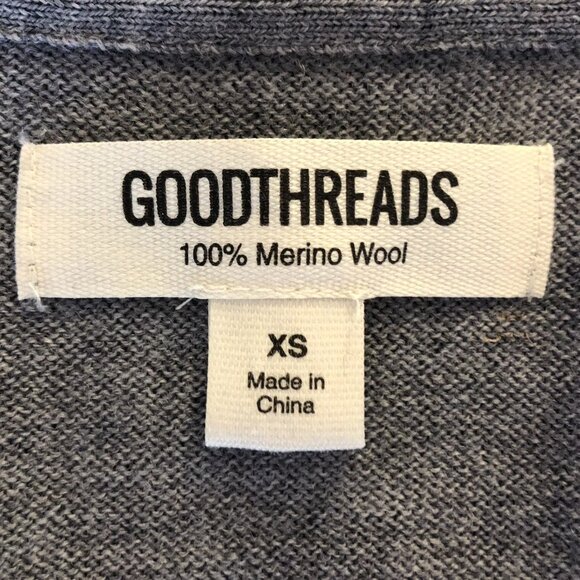 GOODTHREADS
100% Merino Wool
XS
Made in
China